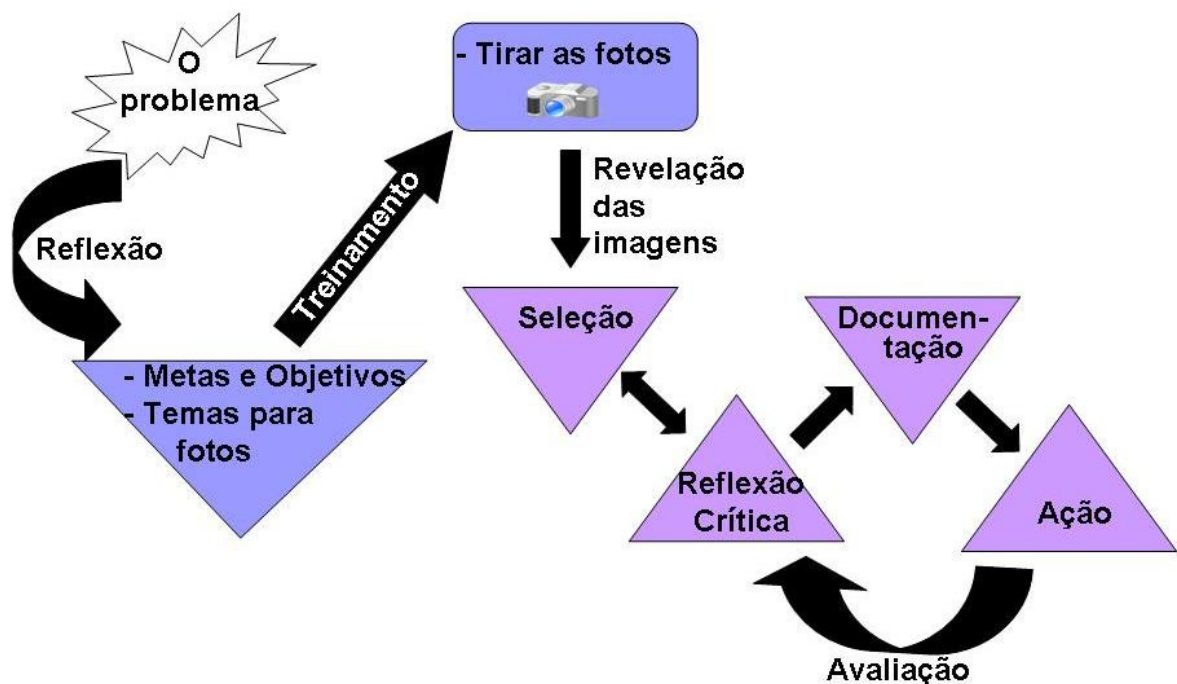 O
problema
Reflexão
- Metas e Objetivos
- Temas para
fotos
Treinamento
- Tirar as fotos
Revelação
das
imagens
Seleção
Reflexão
Crítica
Documen-
tação
Ação
Avaliação